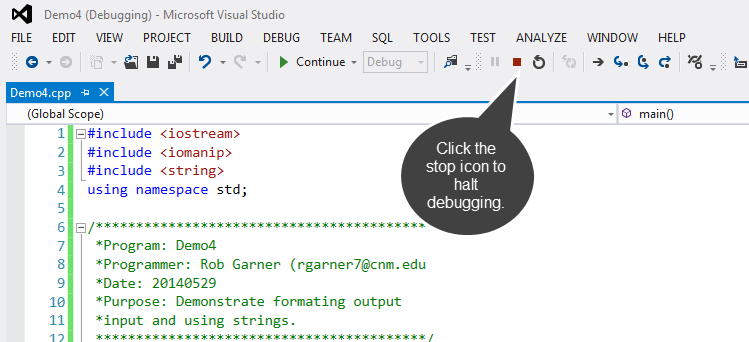 Demo4 (Debugging) - Microsoft Visual Studio
FILE EDIT VIEW PROJECT BUILD DEBUG TEAM SQL TOOLS TEST ANALYZE WINDOW HELP
Continue Debug
Demo4.cpp
(Global Scope) main()
1 #include <iostream>
2 #include <iomanip>
3 #include <string>
4 using namespace std;
5
6 /*****************************************
7 *Program: Demo4
8 *Programmer: Rob Garner (rgarner7@cnm.edu
9 *Date: 20140529
10 *Purpose: Demonstrate formating output
11 *input and using strings.
12 *****************************************/
Click the
stop icon to
halt
debugging.